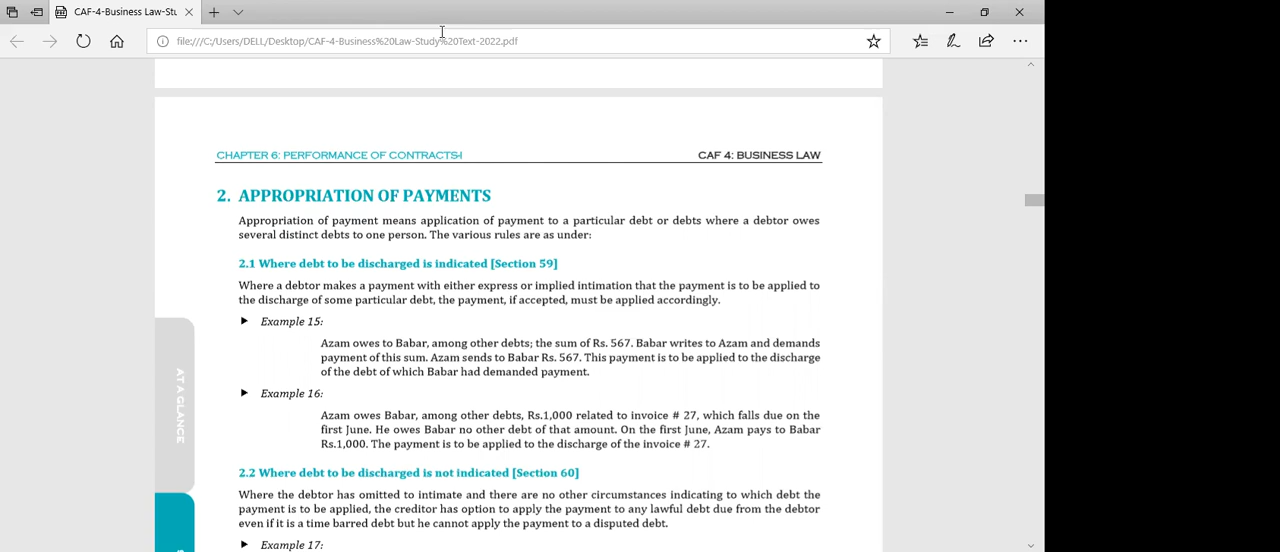 CAF-4-Business Law-Stu
file:///C:/Users/DELL/Desktop/CAF-4-Business%20Law-Study%20Text-2022.pdf
CHAPTER 6: PERFORMANCE OF CONTRACTS CAF 4: BUSINESS LAW
2. APPROPRIATION OF PAYMENTS
Appropriation of payment means application of payment to a particular debt or debts where a debtor owes
several distinct debts to one person. The various rules are as under:
2.1 Where debt to be discharged is indicated [Section 59]
Where a debtor makes a payment with either express or implied intimation that the payment is to be applied to
the discharge of some particular debt, the payment, if accepted, must be applied accordingly.
Example 15:
Azam owes to Babar, among other debts; the sum of Rs. 567. Babar writes to Azam and demands
payment of this sum. Azam sends to Babar Rs. 567. This payment is to be applied to the discharge
of the debt of which Babar had demanded payment.
Example 16:
Azam owes Babar, among other debts, Rs.1,000 related to invoice # 27, which falls due on the
first June. He owes Babar no other debt of that amount. On the first June, Azam pays to Babar
Rs.1,000. The payment is to be applied to the discharge of the invoice # 27.
AT A GLANCE
2.2 Where debt to be discharged is not indicated [Section 60]
Where the debtor has omitted to intimate and there are no other circumstances indicating to which debt the
payment is to be applied, the creditor has option to apply the payment to any lawful debt due from the debtor
even if it is a time barred debt but he cannot apply the payment to a disputed debt.
Example 17: